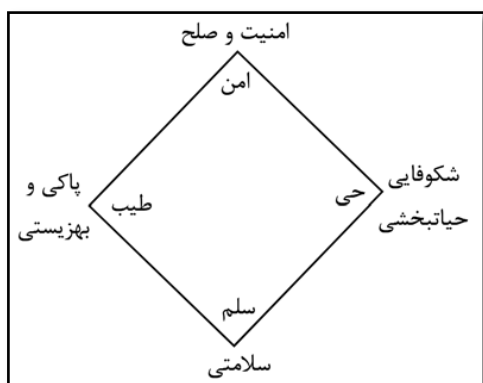 امنیت و صلح
امن
شکوفایی
حیاتبخشی
حی
طیب
پاکی و
بهزیستی
سلم
سلامتی